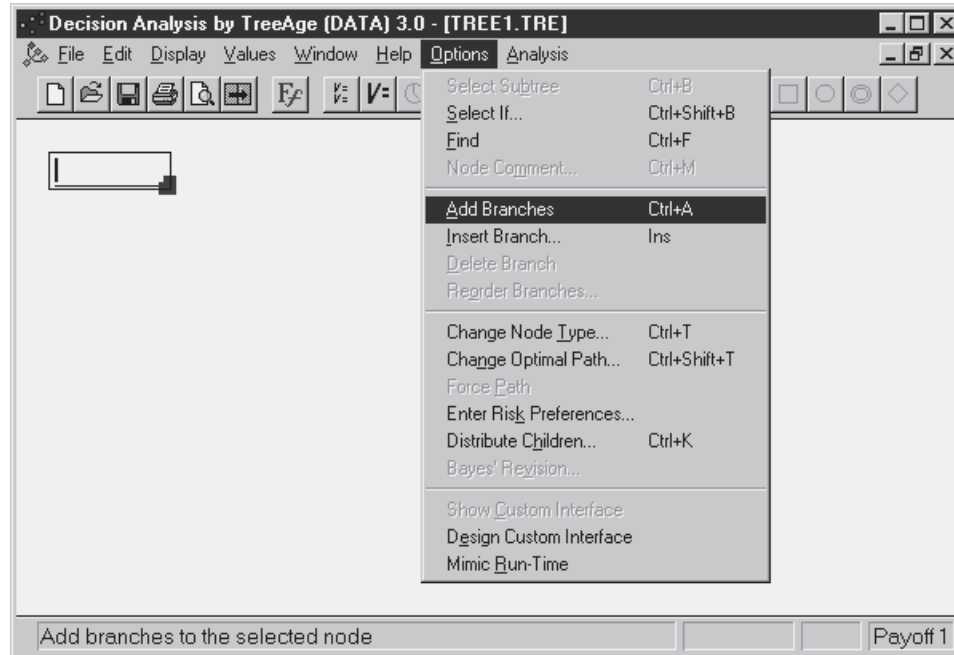 Decision Analysis by TreeAge (DATA) 3.0 - [TREE1.TRE]
File Edit Display Values Window Help Options Analysis
Select Subtree Ctrl+B
Select If... Ctrl+Shift+B
Find Ctrl+F
Node Comment... Ctrl+M
Add Branches Ctrl+A
Insert Branch... Ins
Delete Branch
Reorder Branches...
Change Node Type... Ctrl+T
Change Optimal Path... Ctrl+Shift+T
Force Path
Enter Risk Preferences...
Distribute Children... Ctrl+K
Bayes' Revision...
Show Custom Interface
Design Custom Interface
Mimic Run-Time
Add branches to the selected node Payoff 1